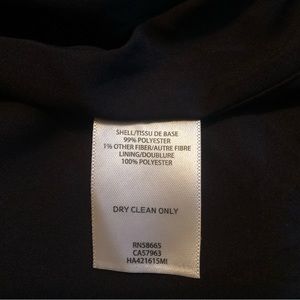 SHELL/TISSU DE BASE
99% POLYESTER
1% OTHER FIBER/AUTRE FIBRE
LINING/DOUBLURE
100% POLYESTER
DRY CLEAN ONLY
RN58665
CA57963
HA421615MI